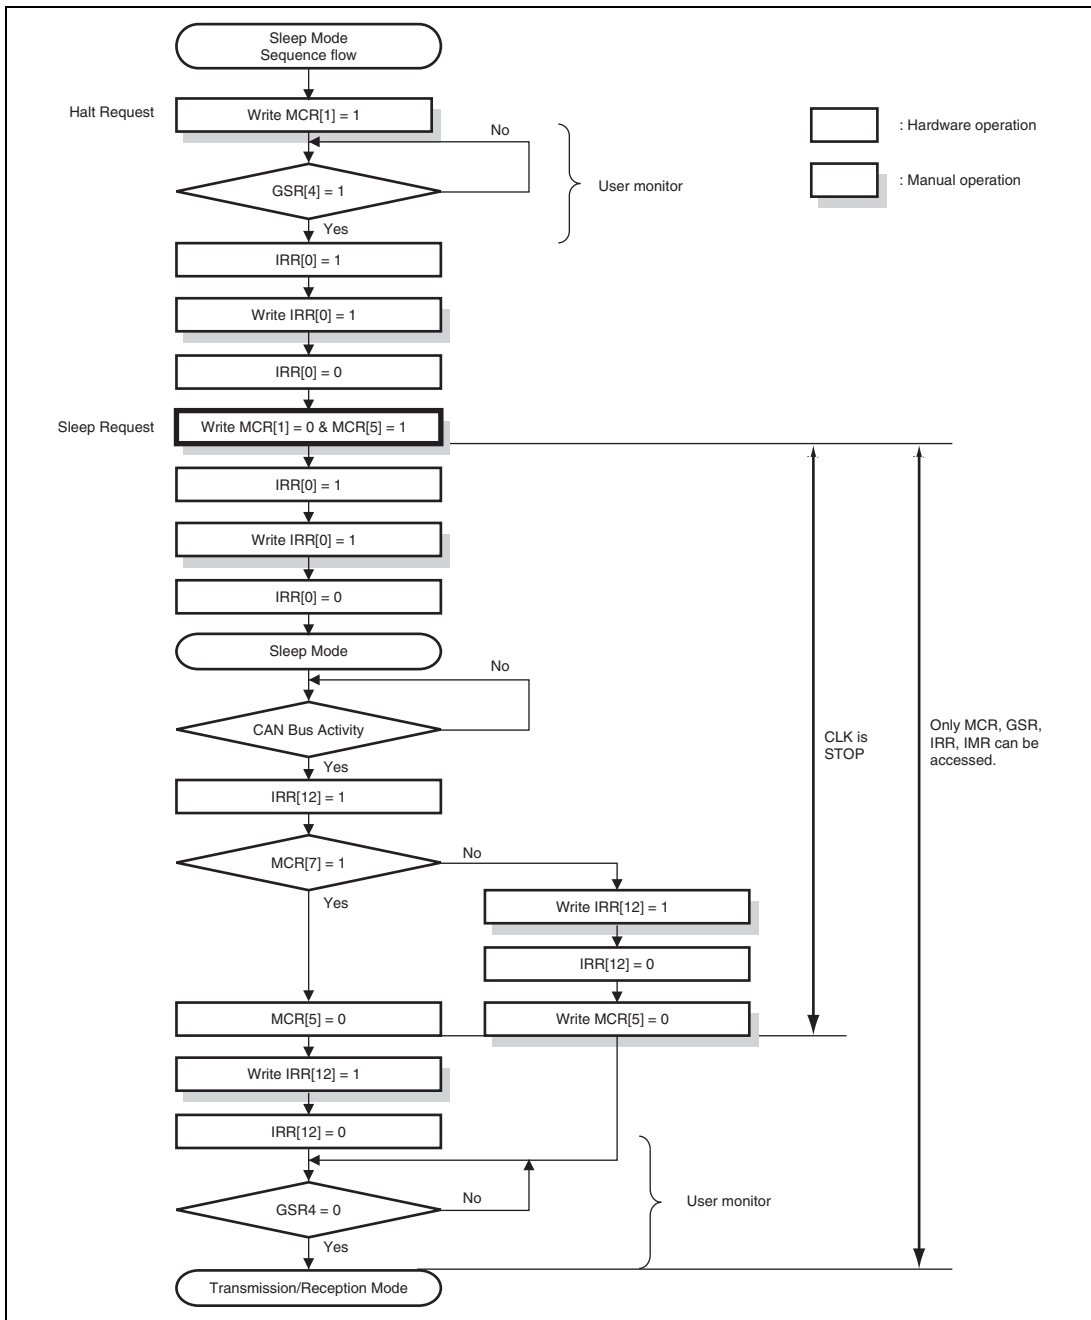 Sleep Mode
Sequence flow
Halt Request
Write MCR[1] = 1
: Hardware operation
No
GSR[4] = 1
User monitor
: Manual operation
Yes
IRR[0] = 1
Write IRR[0] = 1
IRR[0] = 0
Sleep Request
Write MCR[1] = 0 & MCR[5] = 1
IRR[0] = 1
Write IRR[0] = 1
IRR[0] = 0
Sleep Mode
No
CAN Bus Activity
CLK is
STOP
Only MCR, GSR,
IRR, IMR can be
accessed.
Yes
IRR[12] = 1
MCR[7] = 1
No
Yes
Write IRR[12] = 1
IRR[12] = 0
MCR[5] = 0
Write MCR[5] = 0
Write IRR[12] = 1
IRR[12] = 0
GSR4 = 0
No
User monitor
Yes
Transmission/Reception Mode